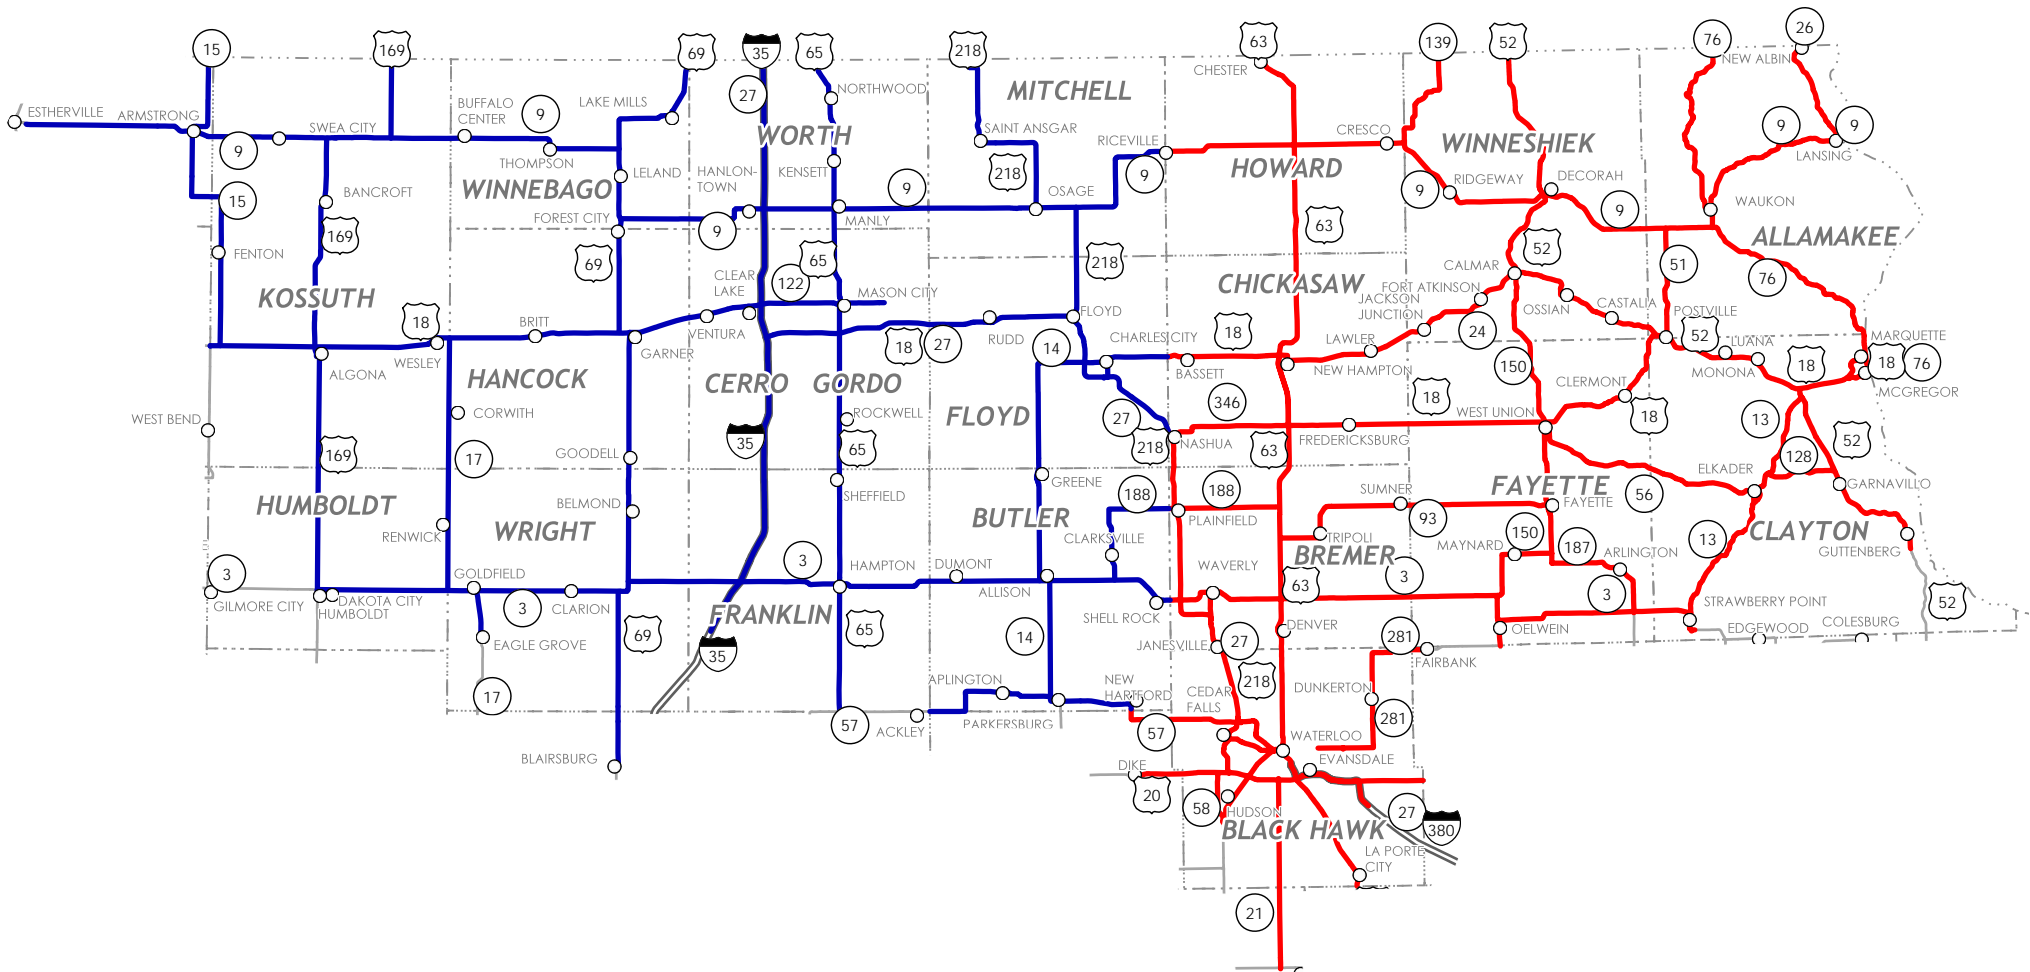 26
15
169
69
35
65
218
63
139
52
76
NEW ALBIN
CHESTER
27
NORTHWOOD
MITCHELL
ESTHERVILLE
ARMSTRONG
BUFFALO
CENTER
9
LAKE MILLS
SWEA CITY
WORTH
SAINT ANSGAR
RICEVILLE
CRESCO
WINNESHIEK
9
9
LANSING
9
THOMPSON
LELAND
HANLON-
TOWN
KENSETT
218
9
HOWARD
9
RIDGEWAY
DECORAH
WINNEBAGO
BANCROFT
15
9
OSAGE
9
WAUKON
FOREST CITY
9
MANLY
169
63
ALLAMAKEE
FENTON
69
65
218
52
51
76
CLEAR
LAKE
122
CHICKASAW
CALMAR
FORT ATKINSON
KOSSUTH
MASON CITY
JACKSON
JUNCTION
OSSIAN
CASTALIA
POSTVILLE
18
BRITT
VENTURA
FLOYD
18
24
52
MARQUETTE
WESLEY
GARNER
18
27
RUDD
14
CHARLES CITY
LAWLER
LUANA
ALGONA
HANCOCK
CERRO GORDO
BASSETT
NEW HAMPTON
150
MONONA
18
18
76
MCGREGOR
CLERMONT
WEST BEND
CORWITH
ROCKWELL
FLOYD
27
346
18
WEST UNION
18
13
35
65
218
NASHUA
63
FREDERICKSBURG
52
169
17
GOODELL
128
ELKADER
HUMBOLDT
BELMOND
SHEFFIELD
GREENE
188
188
SUMNER
FAYETTE
56
GARNAVILLO
RENWICK
WRIGHT
BUTLER
PLAINFIELD
93
FAYETTE
CLARKSVILLE
TRIPOLI
150
187
13
CLAYTON
BREMER
MAYNARD
ARLINGTON
GUTTENBERG
3
GOLDFIELD
3
HAMPTON
DUMONT
WAVERLY
63
3
3
GILMORE CITY
DAKOTA CITY
HUMBOLDT
3
CLARION
FRANKLIN
ALLISON
SHELL ROCK
STRAWBERRY POINT
52
EAGLE GROVE
69
65
14
JANESVILLE
27
DENVER
281
OELWEIN
EDGEWOOD
COLESBURG
35
FAIRBANK
17
APLINGTON
NEW
HARTFORD
CEDAR
FALLS
218
DUNKERTON
57
ACKLEY
PARKERSBURG
57
281
BLAIRSBURG
WATERLOO
DIKE
EVANSDALE
20
58
HUDSON
27
380
BLACK HAWK
LA PORTE
CITY
21